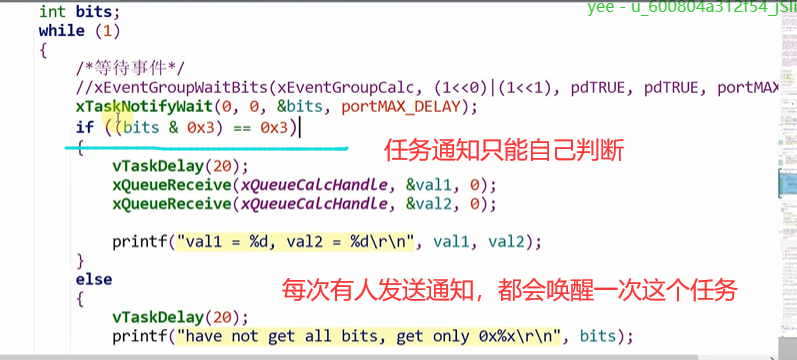 yee - u_600804a312f54_jSli
int bits;
while (1)
{
/*等待事件*/
//xEventGroupWaitBits(xEventGroupCalc, (1<<0)|(1<<1), pdTRUE, pdTRUE, portMAX
xTaskNotifyWait(0, 0, &bits, portMAX_DELAY);
if ((bits & 0x3) == 0x3)
任务通知只能自己判断
{
vTaskDelay(20);
xQueueReceive(xQueueCalcHandle, &val1, 0);
xQueueReceive(xQueueCalcHandle, &val2, 0);
printf("val1 = %d, val2 = %d\r\n", val1, val2);
}
else
每次有人发送通知，都会唤醒一次这个任务
{
vTaskDelay(20);
printf("have not get all bits, get only 0x%x\r\n", bits);